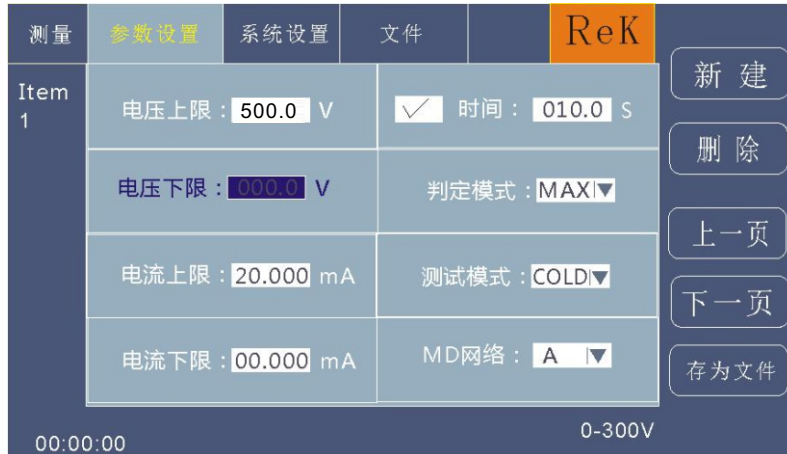 测量 参数设置 系统设置 文件 ReK
Item
1
电压上限：500.0 V
时间：010.0 S
电压下限：000.0 V
判定模式：MAX
电流上限：20.000 mA
测试模式：COLD
电流下限：00.000 mA
MD网络：A
新建
删除
上一页
下一页
存为文件
00:00:00
0-300V